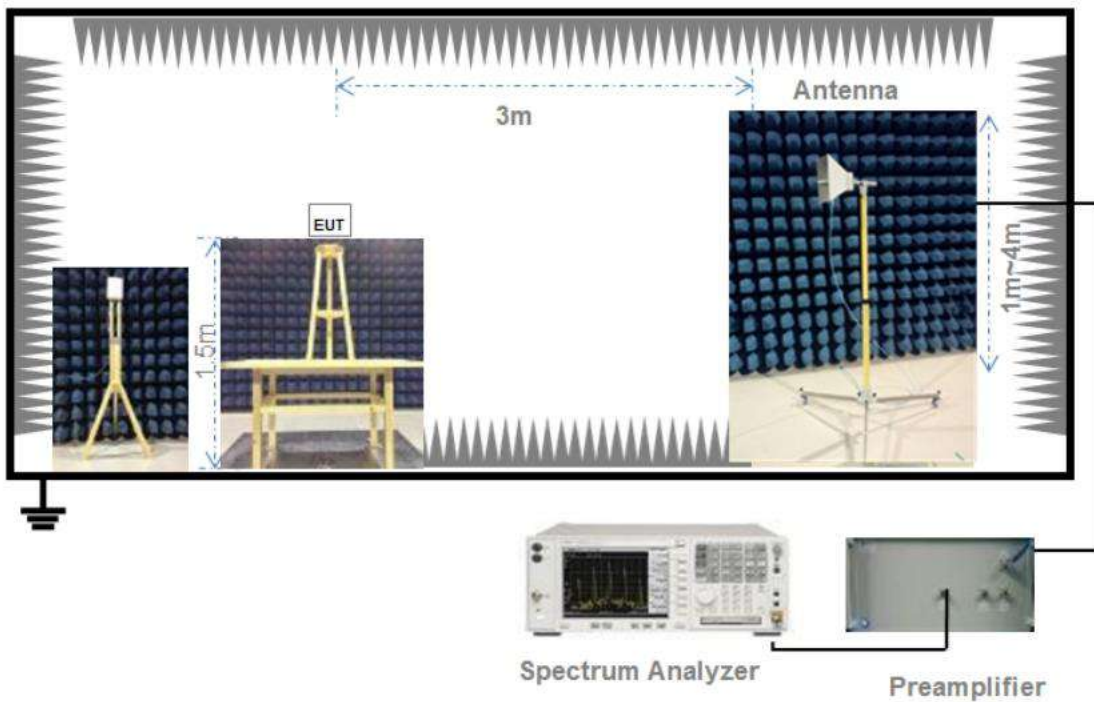 Antenna
3m
EUT
1.5m
1m~4m
Spectrum Analyzer
Preamplifier